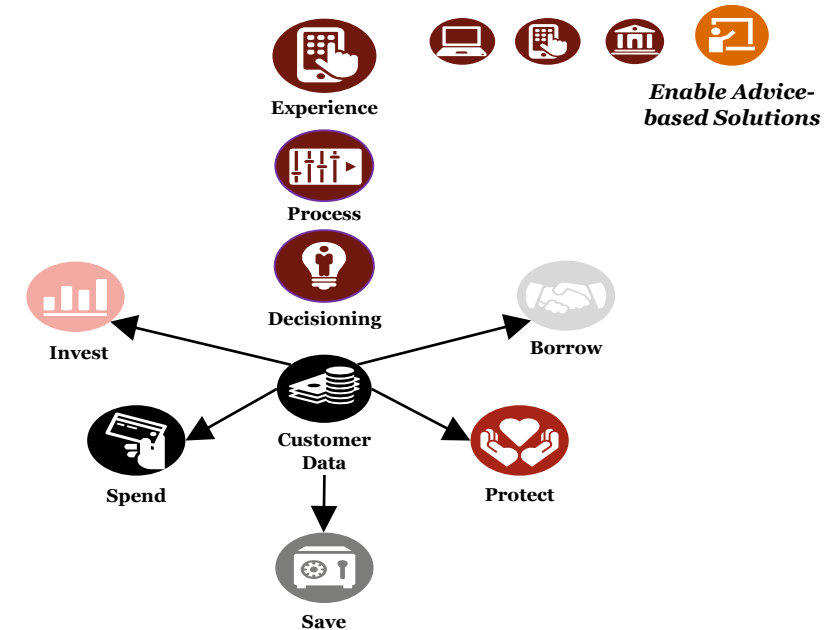 Experience
Enable Advice-
based Solutions
Process
Decisioning
Invest
Borrow
Customer
Data
Spend
Protect
Save